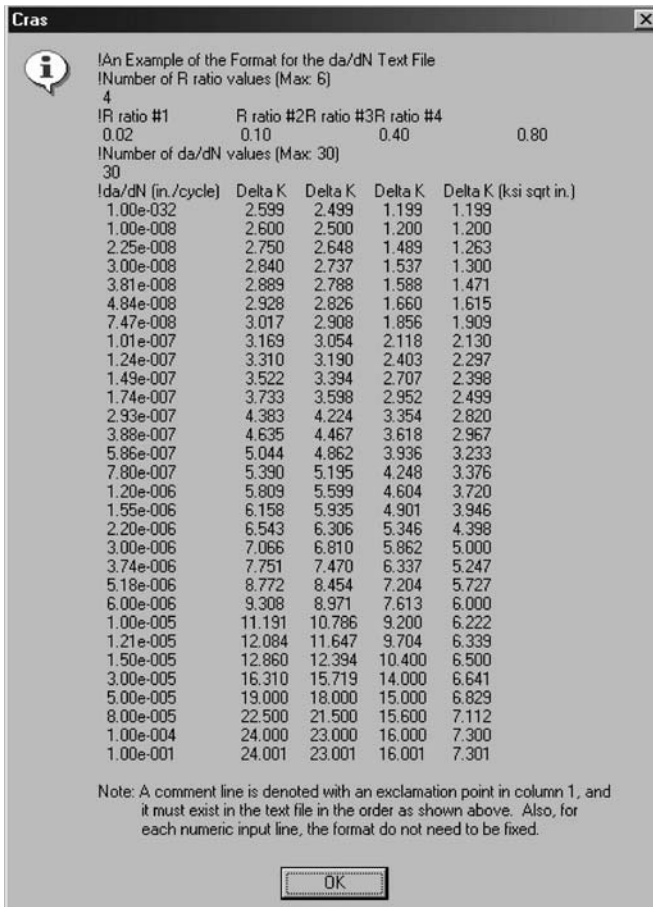 Cras
!An Example of the Format for the da/dN Text File
!Number of R ratio values (Max: 6)
4
!R ratio #1 R ratio #2R ratio #3R ratio #4
0.02 0.10 0.40 0.80
!Number of da/dN values (Max: 30)
30
!da/dN (in./cycle) Delta K Delta K Delta K Delta K (ksi sqrt in.)
1.00e-032 2.599 2.499 1.199 1.199
1.00e-008 2.600 2.500 1.200 1.200
2.25e-008 2.750 2.648 1.489 1.263
3.00e-008 2.840 2.737 1.537 1.300
3.81e-008 2.889 2.788 1.588 1.471
4.84e-008 2.928 2.826 1.660 1.615
7.47e-008 3.017 2.908 1.856 1.909
1.01e-007 3.169 3.054 2.118 2.130
1.24e-007 3.310 3.190 2.403 2.297
1.49e-007 3.522 3.394 2.707 2.398
1.74e-007 3.733 3.598 2.952 2.499
2.93e-007 4.383 4.224 3.354 2.820
3.88e-007 4.635 4.467 3.618 2.967
5.86e-007 5.044 4.862 3.936 3.233
7.80e-007 5.390 5.195 4.248 3.376
1.20e-006 5.809 5.599 4.604 3.720
1.55e-006 6.158 5.935 4.901 3.946
2.20e-006 6.543 6.306 5.346 4.398
3.00e-006 7.066 6.810 5.862 5.000
3.74e-006 7.751 7.470 6.337 5.247
5.18e-006 8.772 8.454 7.204 5.727
6.00e-006 9.308 8.971 7.613 6.000
1.00e-005 11.191 10.786 9.200 6.222
1.21e-005 12.084 11.647 9.704 6.339
1.50e-005 12.860 12.394 10.400 6.500
3.00e-005 16.310 15.719 14.000 6.641
5.00e-005 19.000 18.000 15.000 6.829
8.00e-005 22.500 21.500 15.600 7.112
1.00e-004 24.000 23.000 16.000 7.300
1.00e-001 24.001 23.001 16.001 7.301
Note: A comment line is denoted with an exclamation point in column 1, and
it must exist in the text file in the order as shown above. Also, for
each numeric input line, the format do not need to be fixed.
OK